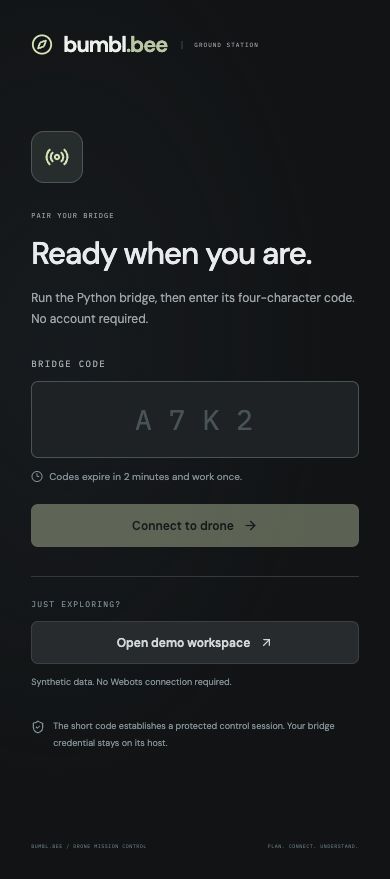 bumbl.bee | GROUND STATION
PAIR YOUR BRIDGE
Ready when you are.
Run the Python bridge, then enter its four-character code.
No account required.
BRIDGE CODE
A 7 K 2
Codes expire in 2 minutes and work once.
Connect to drone →
JUST EXPLORING?
Open demo workspace ↗
Synthetic data. No Webots connection required.
The short code establishes a protected control session. Your bridge
credential stays on its host.
BUMBL.BEE / DRONE MISSION CONTROL
PLAN. CONNECT. UNDERSTAND.